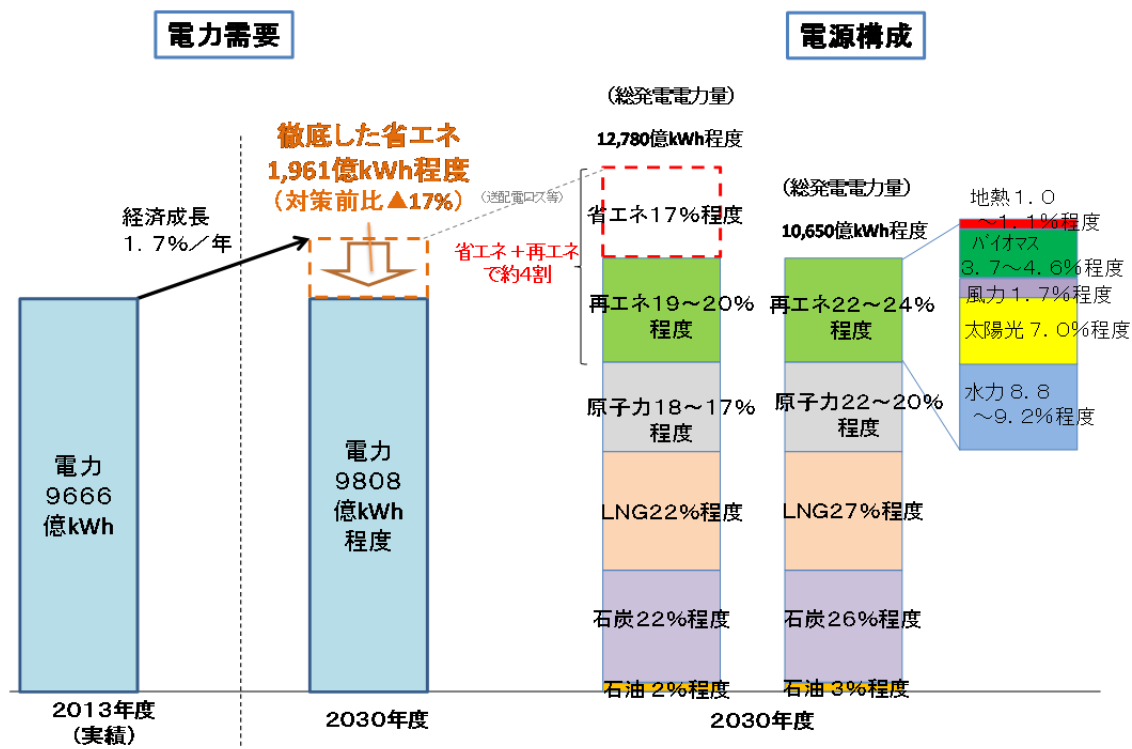 電力需要
電源構成
(総発電電力量)
12,780億kWh程度
徹底した省エネ
1,961億kWh程度
(対策前比▲17%)
(送配電ロス等)
(総発電電力量)
10,650億kWh程度
経済成長
1.7%/年
省エネ+再エネ
で約4割
省エネ17%程度
再エネ19~20%
程度
原子力18~17%
程度
LNG22%程度
石炭22%程度
石油2%程度
再エネ22~24%
程度
原子力22~20%
程度
LNG27%程度
石炭26%程度
石油3%程度
地熱1.0
~1.1%程度
バイオマス
3.7~4.6%程度
風力1.7%程度
太陽光7.0%程度
水力8.8
~9.2%程度
電力
9666
億kWh
電力
9808
億kWh
程度
2013年度
(実績)
2030年度
2030年度